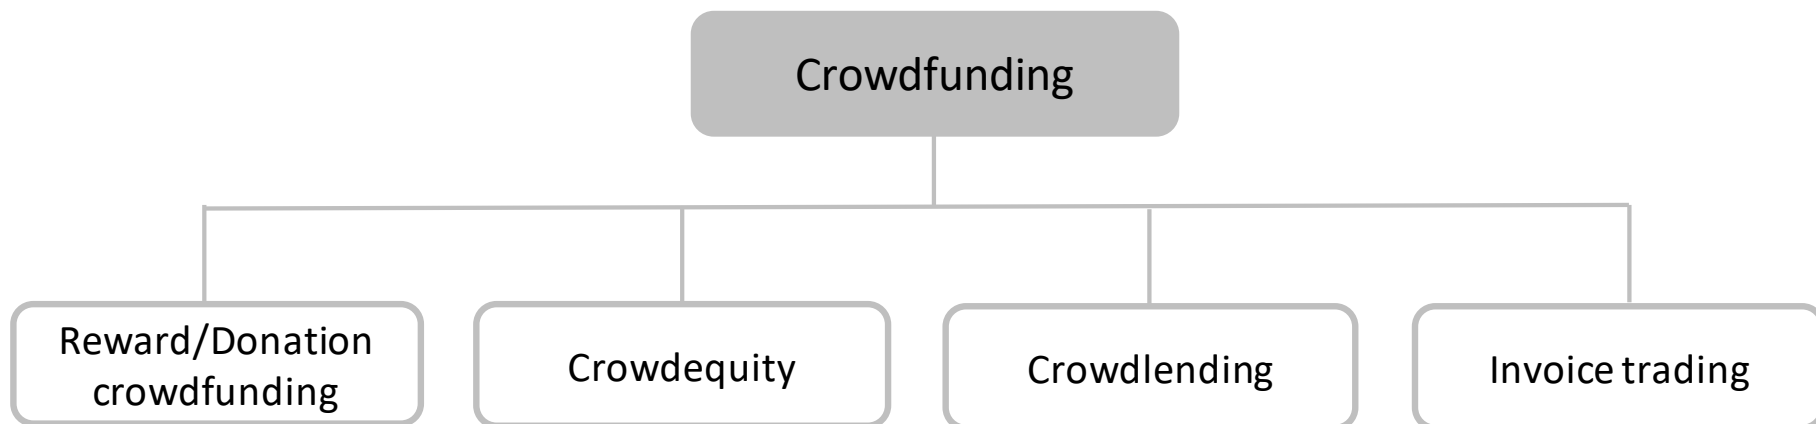 Crowdfunding
Reward/Donation
crowdfunding
Crowdequity
Crowdlending
Invoice trading